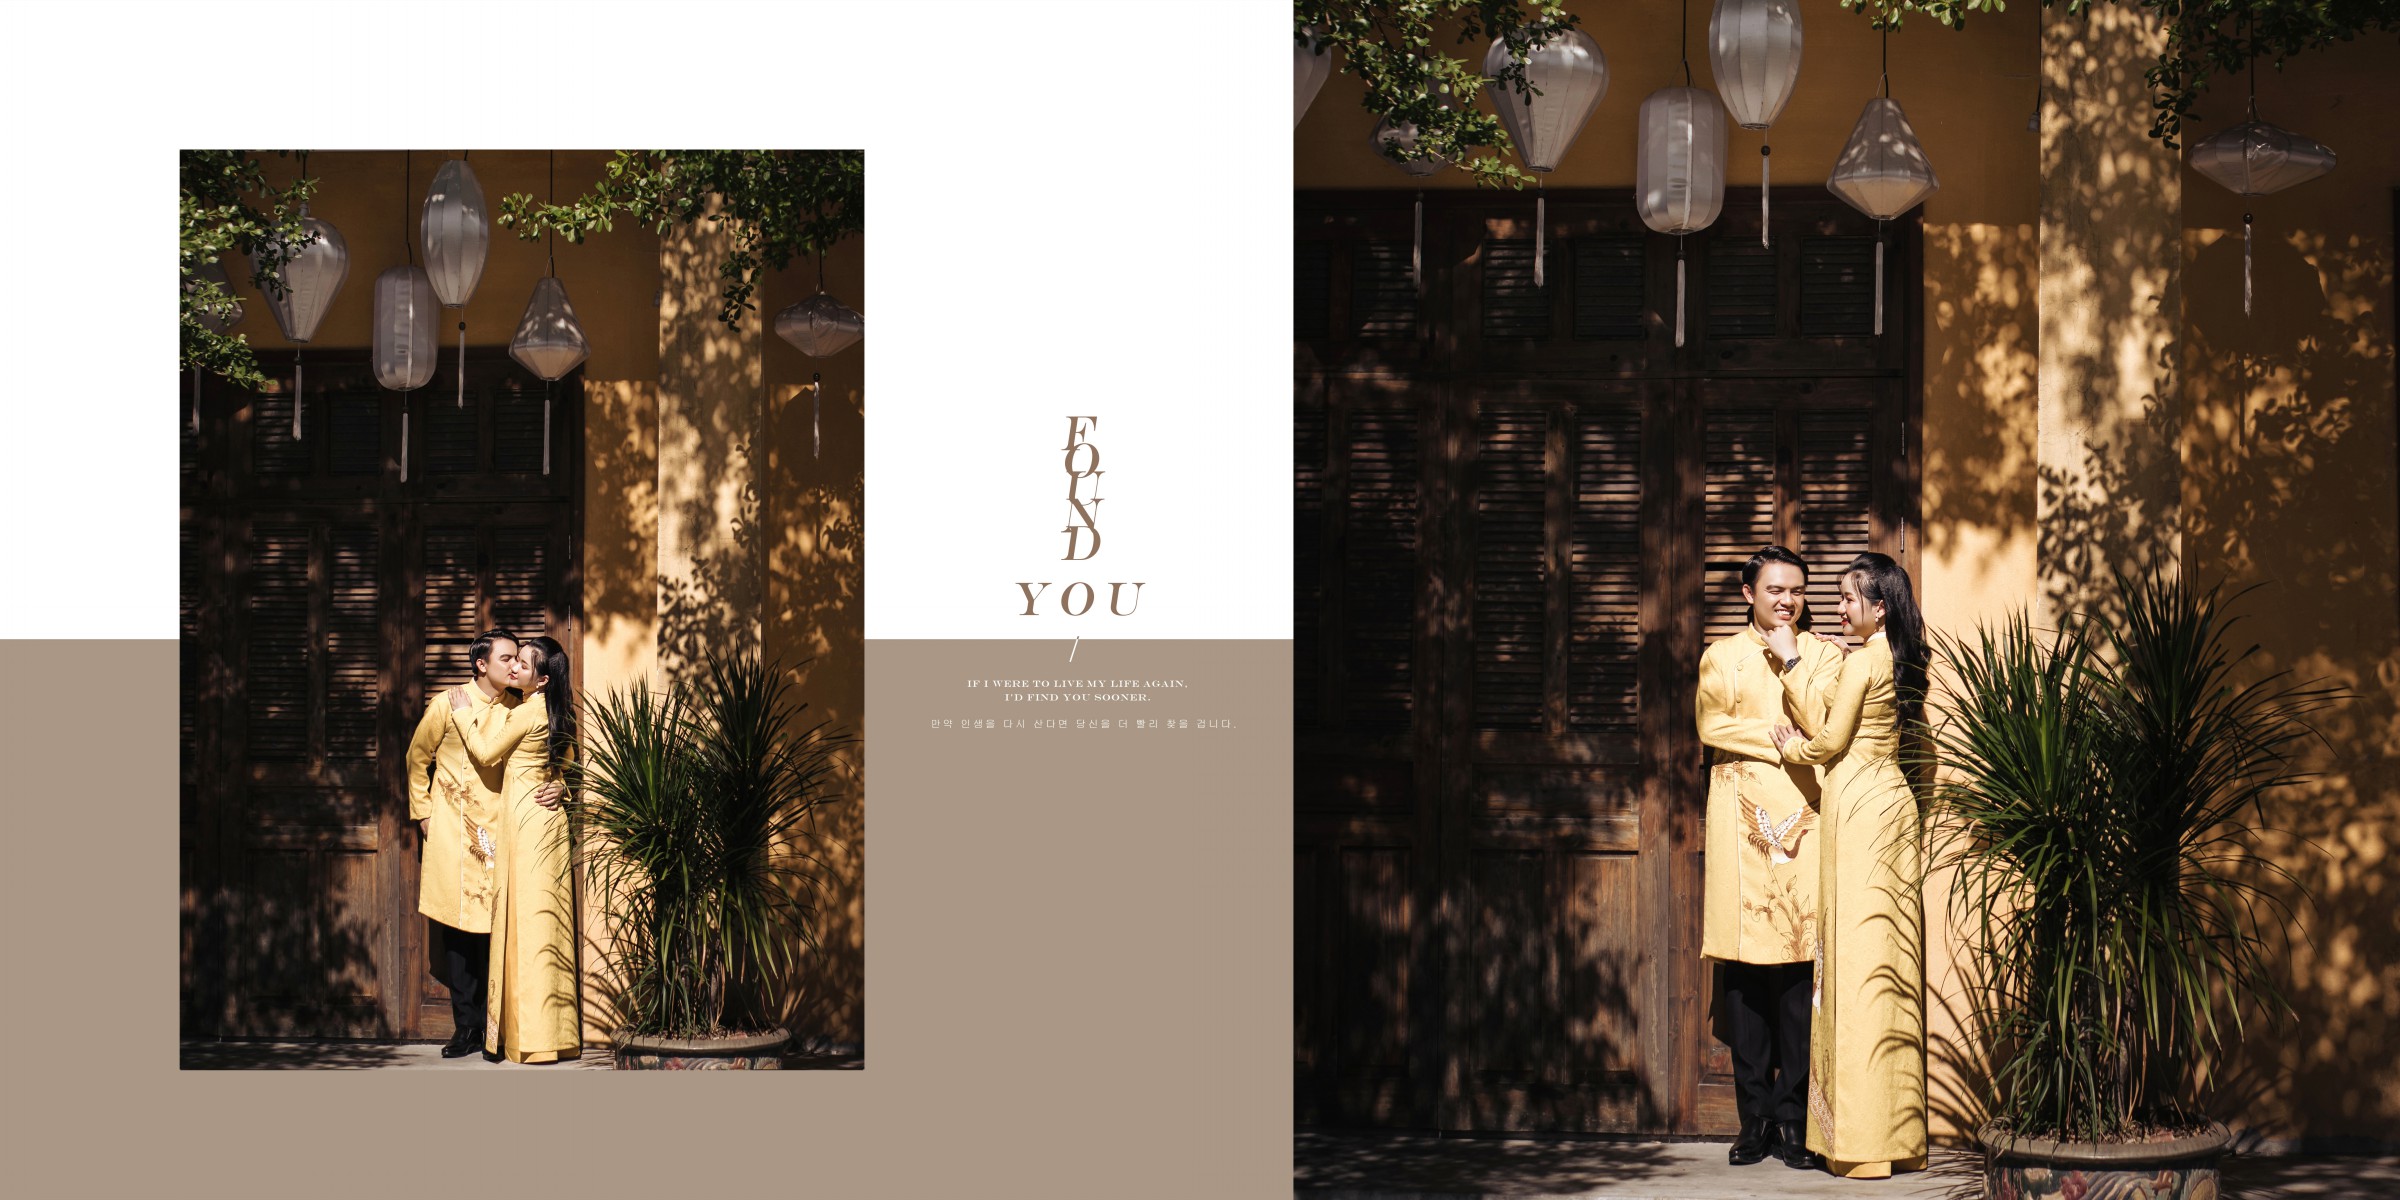 FOUND
YOU
/
IF I WERE TO LIVE MY LIFE AGAIN,
I'D FIND YOU SOONER.
만약 인생을 다시 산다면 당신을 더 빨리 찾을 겁니다.